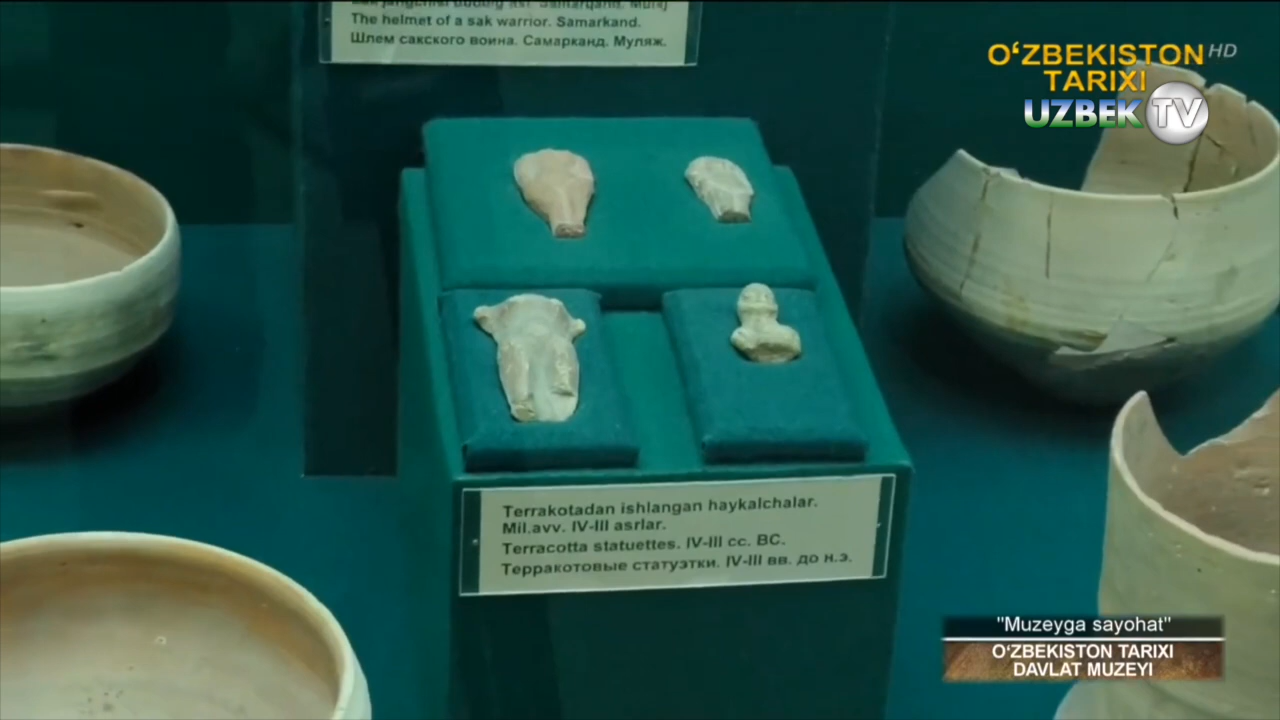 The helmet of a sak warrior. Samarkand.
Шлем сакского воина. Самарканд. Муляж.
O‘ZBEKISTON HD
TARIXI
UZBEK TV
Terrakotadan ishlangan haykalchalar.
Mil.avv. IV-III asrlar.
Terracotta statuettes. IV-III cc. BC.
Терракотовые статуэтки. IV-III вв. до н.э.
"Muzeyga sayohat"
O‘ZBEKISTON TARIXI
DAVLAT MUZEYI